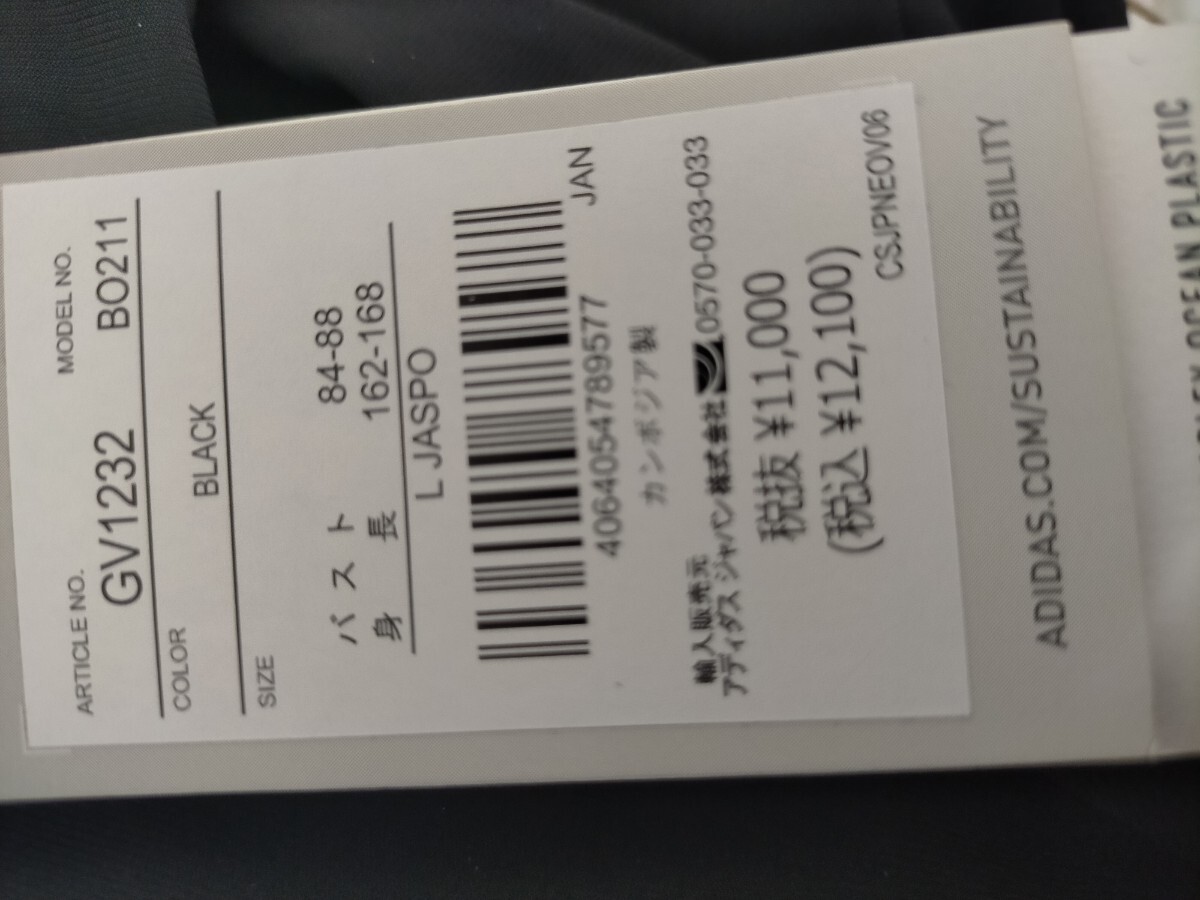 ARTICLE NO. MODEL NO.
GV1232 BO211
COLOR
BLACK
SIZE
バスト 84-88
身長 162-168
L JASPO
JAN
4064054789577
カンボジア製
輸入販売元
アディダス ジャパン株式会社 0570-033-033
税抜 ¥11,000
(税込 ¥12,100)
CSJPNEOV06
ADIDAS.COM/SUSTAINABILITY
OCEAN PLASTIC